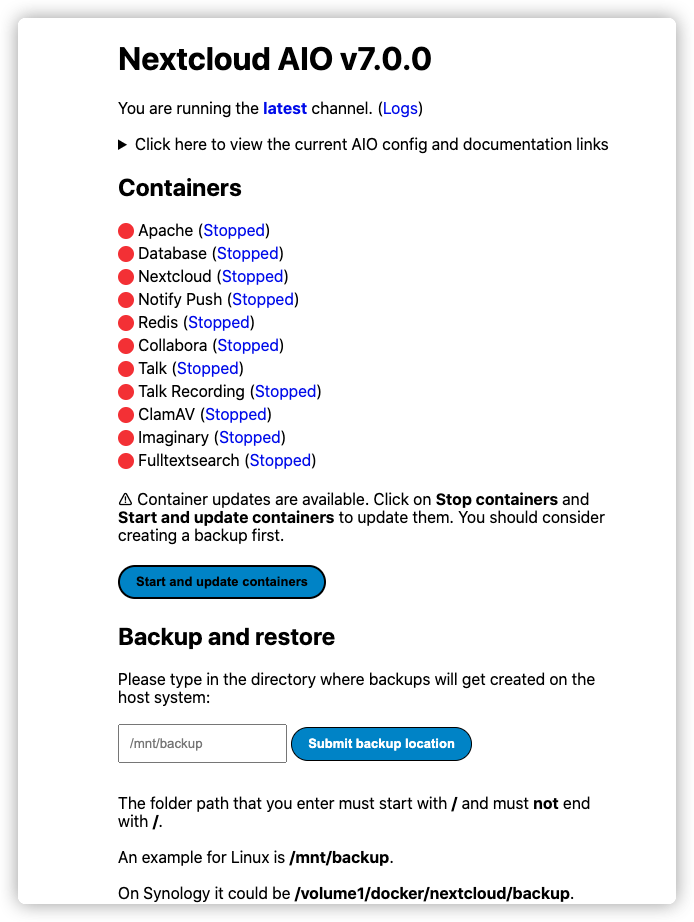 Nextcloud AIO v7.0.0
You are running the latest channel. (Logs)
Click here to view the current AIO config and documentation links
Containers
Apache (Stopped)
Database (Stopped)
Nextcloud (Stopped)
Notify Push (Stopped)
Redis (Stopped)
Collabora (Stopped)
Talk (Stopped)
Talk Recording (Stopped)
ClamAV (Stopped)
Imaginary (Stopped)
Fulltextsearch (Stopped)
⚠ Container updates are available. Click on Stop containers and
Start and update containers to update them. You should consider
creating a backup first.
Start and update containers
Backup and restore
Please type in the directory where backups will get created on the
host system:
/mnt/backup
Submit backup location
The folder path that you enter must start with / and must not end
with /.
An example for Linux is /mnt/backup.
On Synology it could be /volume1/docker/nextcloud/backup.